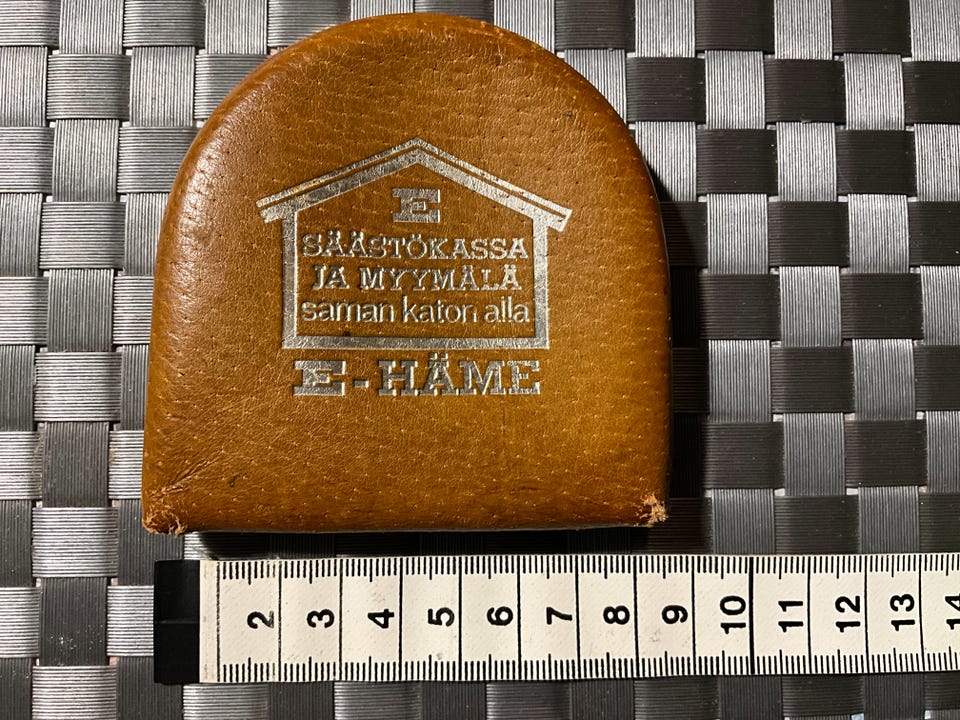 E
SÄÄSTÖKASSA
JA MYYMÄLÄ
saman katon alla
E-HÄME
2 3 4 5 6 7 8 9 10 11 12 13 14